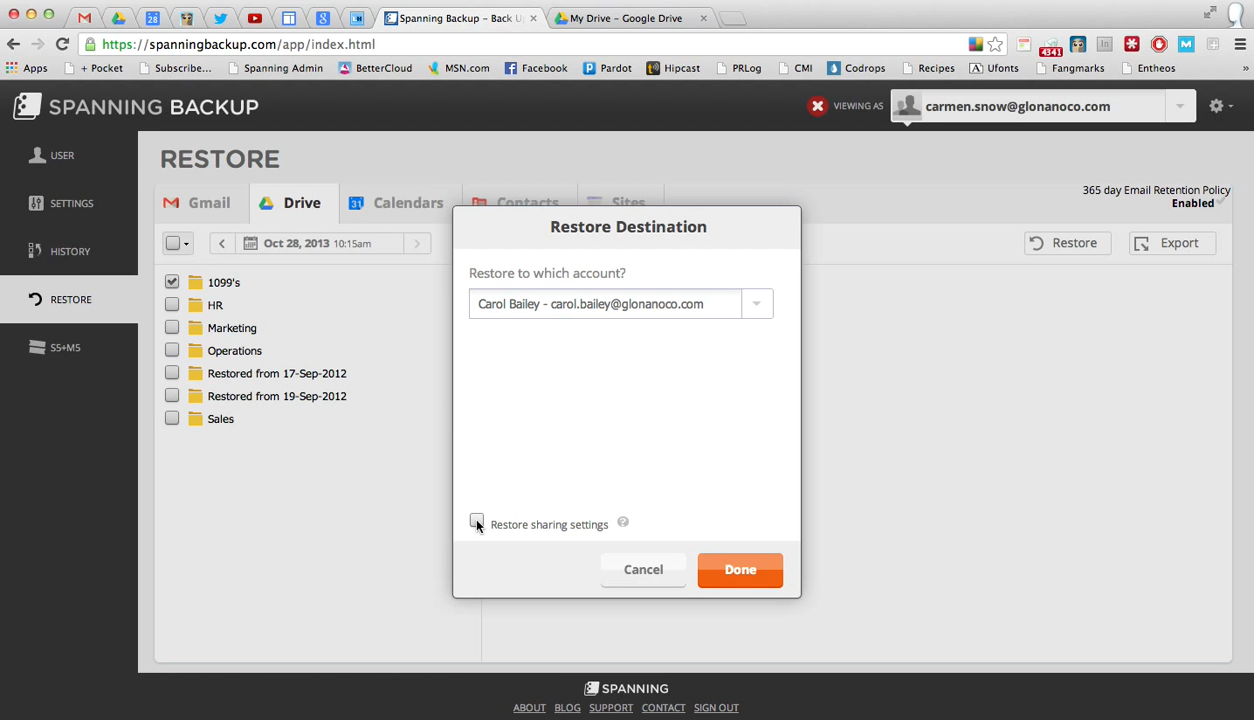 Spanning Backup – Back U
My Drive – Google Drive
https://spanningbackup.com/app/index.html
4341
Apps + Pocket Subscribe... Spanning Admin BetterCloud MSN.com Facebook Pardot Hipcast PRLog CMI Codrops Recipes Ufonts Fangmarks Entheos »
SPANNING BACKUP
VIEWING AS carmen.snow@glonanoco.com
USER
SETTINGS
HISTORY
RESTORE
S5+M5
RESTORE
365 day Email Retention Policy
Enabled
Gmail Drive Calendars Contacts Sites
Oct 28, 2013 10:15am
Restore Export
1099's
HR
Marketing
Operations
Restored from 17-Sep-2012
Restored from 19-Sep-2012
Sales
Restore Destination
Restore to which account?
Carol Bailey - carol.bailey@glonanoco.com
Restore sharing settings ?
Cancel Done
SPANNING
ABOUT BLOG SUPPORT CONTACT SIGN OUT